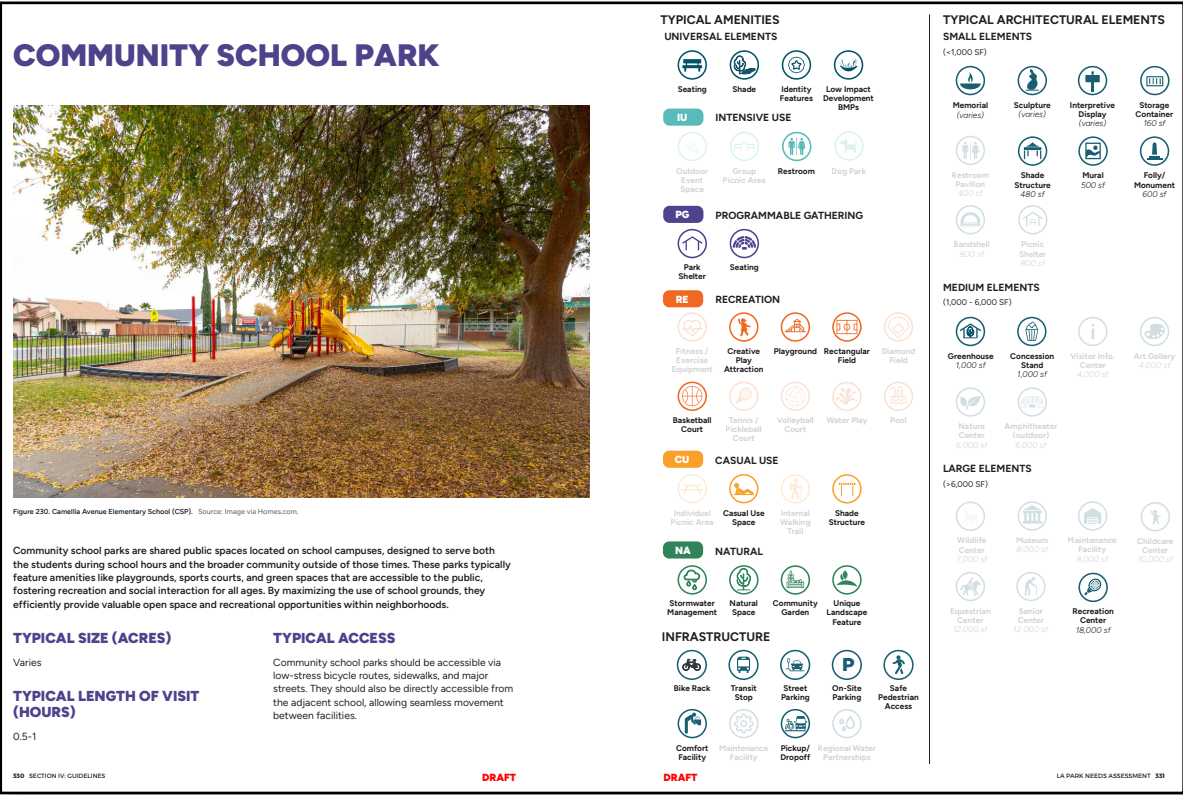 COMMUNITY SCHOOL PARK
Figure 230. Camellia Avenue Elementary School (CSP). Source: Image via Homes.com.
Community school parks are shared public spaces located on school campuses, designed to serve both
the students during school hours and the broader community outside of those times. These parks typically
feature amenities like playgrounds, sports courts, and green spaces that are accessible to the public,
fostering recreation and social interaction for all ages. By maximizing the use of school grounds, they
efficiently provide valuable open space and recreational opportunities within neighborhoods.
TYPICAL SIZE (ACRES)
Varies
TYPICAL LENGTH OF VISIT
(HOURS)
0.5-1
TYPICAL ACCESS
Community school parks should be accessible via
low-stress bicycle routes, sidewalks, and major
streets. They should also be directly accessible from
the adjacent school, allowing seamless movement
between facilities.
330 SECTION IV: GUIDELINES
DRAFT
TYPICAL AMENITIES
UNIVERSAL ELEMENTS
Seating
Shade
Identity
Features
Low Impact
Development
BMPs
IU INTENSIVE USE
Outdoor
Event
Space
Group
Picnic Area
Restroom
Dog Park
PG PROGRAMMABLE GATHERING
Park
Shelter
Seating
RE RECREATION
Fitness /
Exercise
Equipment
Creative
Play
Attraction
Playground
Rectangular
Field
Diamond
Field
Basketball
Court
Tennis /
Pickleball
Court
Volleyball
Court
Water Play
Pool
CU CASUAL USE
Individual
Picnic Area
Casual Use
Space
Internal
Walking
Trail
Shade
Structure
NA NATURAL
Stormwater
Management
Natural
Space
Community
Garden
Unique
Landscape
Feature
INFRASTRUCTURE
Bike Rack
Transit
Stop
Street
Parking
P
On-Site
Parking
Safe
Pedestrian
Access
Comfort
Facility
Maintenance
Facility
Pickup/
Dropoff
Regional Water
Partnerships
DRAFT
TYPICAL ARCHITECTURAL ELEMENTS
SMALL ELEMENTS
(<1,000 SF)
Memorial
(varies)
Sculpture
(varies)
Interpretive
Display
(varies)
Storage
Container
160 sf
Restroom
Pavilion
400 sf
Shade
Structure
480 sf
Mural
500 sf
Folly/
Monument
600 sf
Bandshell
800 sf
Picnic
Shelter
800 sf
MEDIUM ELEMENTS
(1,000 - 6,000 SF)
Greenhouse
1,000 sf
Concession
Stand
1,000 sf
Visitor Info.
Center
4,000 sf
Art Gallery
4,000 sf
Nature
Center
6,000 sf
Amphitheater
(outdoor)
6,000 sf
LARGE ELEMENTS
(>6,000 SF)
Wildlife
Center
7,000 sf
Museum
8,000 sf
Maintenance
Facility
8,000 sf
Childcare
Center
10,000 sf
Equestrian
Center
12,000 sf
Senior
Center
12,000 sf
Recreation
Center
18,000 sf
LA PARK NEEDS ASSESSMENT 331